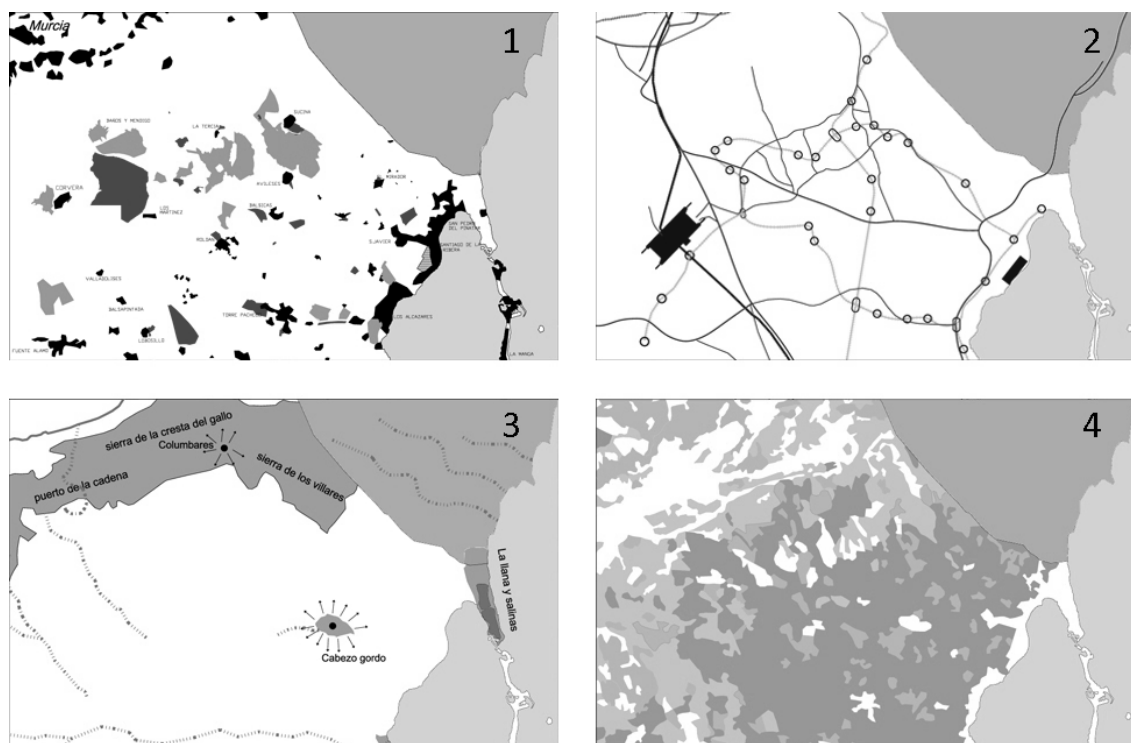 Murcia
1
SUCINA
BAÑOS Y MENDIGO
LA TERCIA
MIRADOR
CORVERA
AVILESES
LOS
MARTINEZ
BALSICAS
SAN PEDRO
DEL PINATAR
ROLDAN
S.JAVIER
SANTIAGO DE LA
RIBERA
VALLADOLISES
BALSAPINTADA
TORRE PACHECO
LOS ALCAZARES
LOBOSILLO
FUENTE ALAMO
LA MANGA
2
3
sierra de la cresta del gallo
Columbares
sierra de los villares
puerto de la cadena
La llana y salinas
Cabezo gordo
4